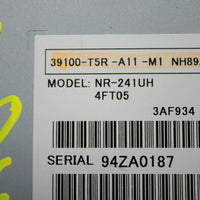 39100-T5R -A11 -M1 NH89
MODEL: NR-241UH
4FT05
3AF934
SERIAL 94ZA0187